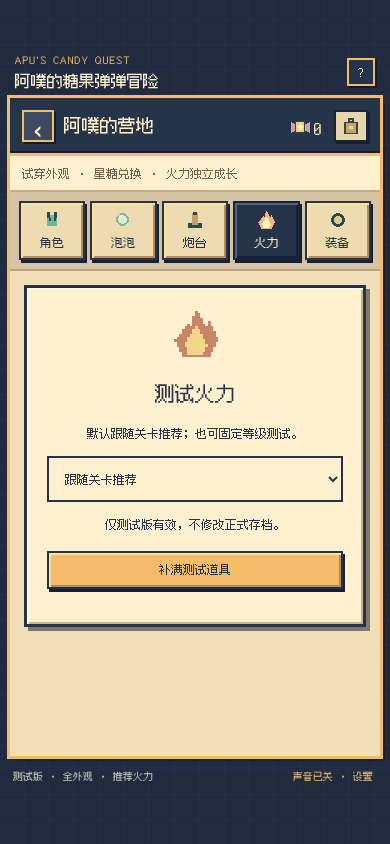 APU'S CANDY QUEST
阿噗的糖果弹弹冒险
?
阿噗的营地
0
试穿外观 · 星糖兑换 · 火力独立成长
角色
泡泡
炮台
火力
装备
测试火力
默认跟随关卡推荐；也可固定等级测试。
跟随关卡推荐
仅测试版有效，不修改正式存档。
补满测试道具
测试版 · 全外观 · 推荐火力
声音已关 · 设置